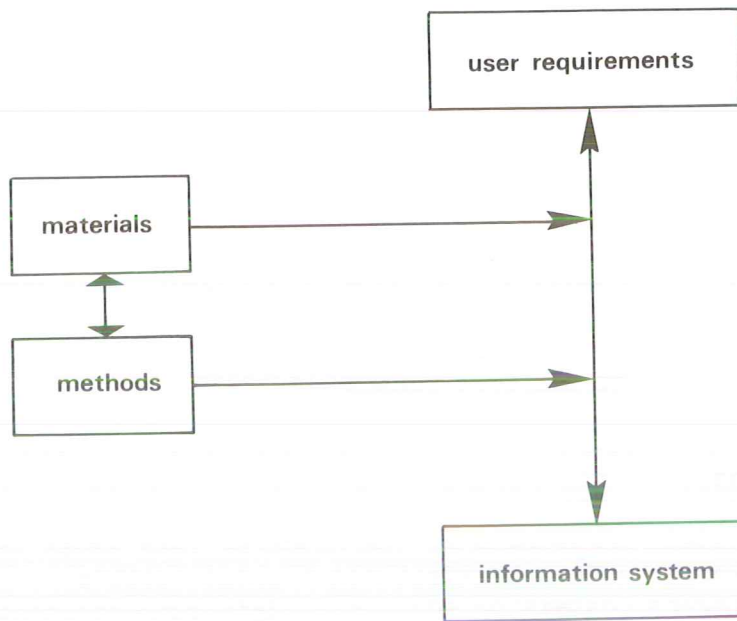 user requirements
materials
methods
information system